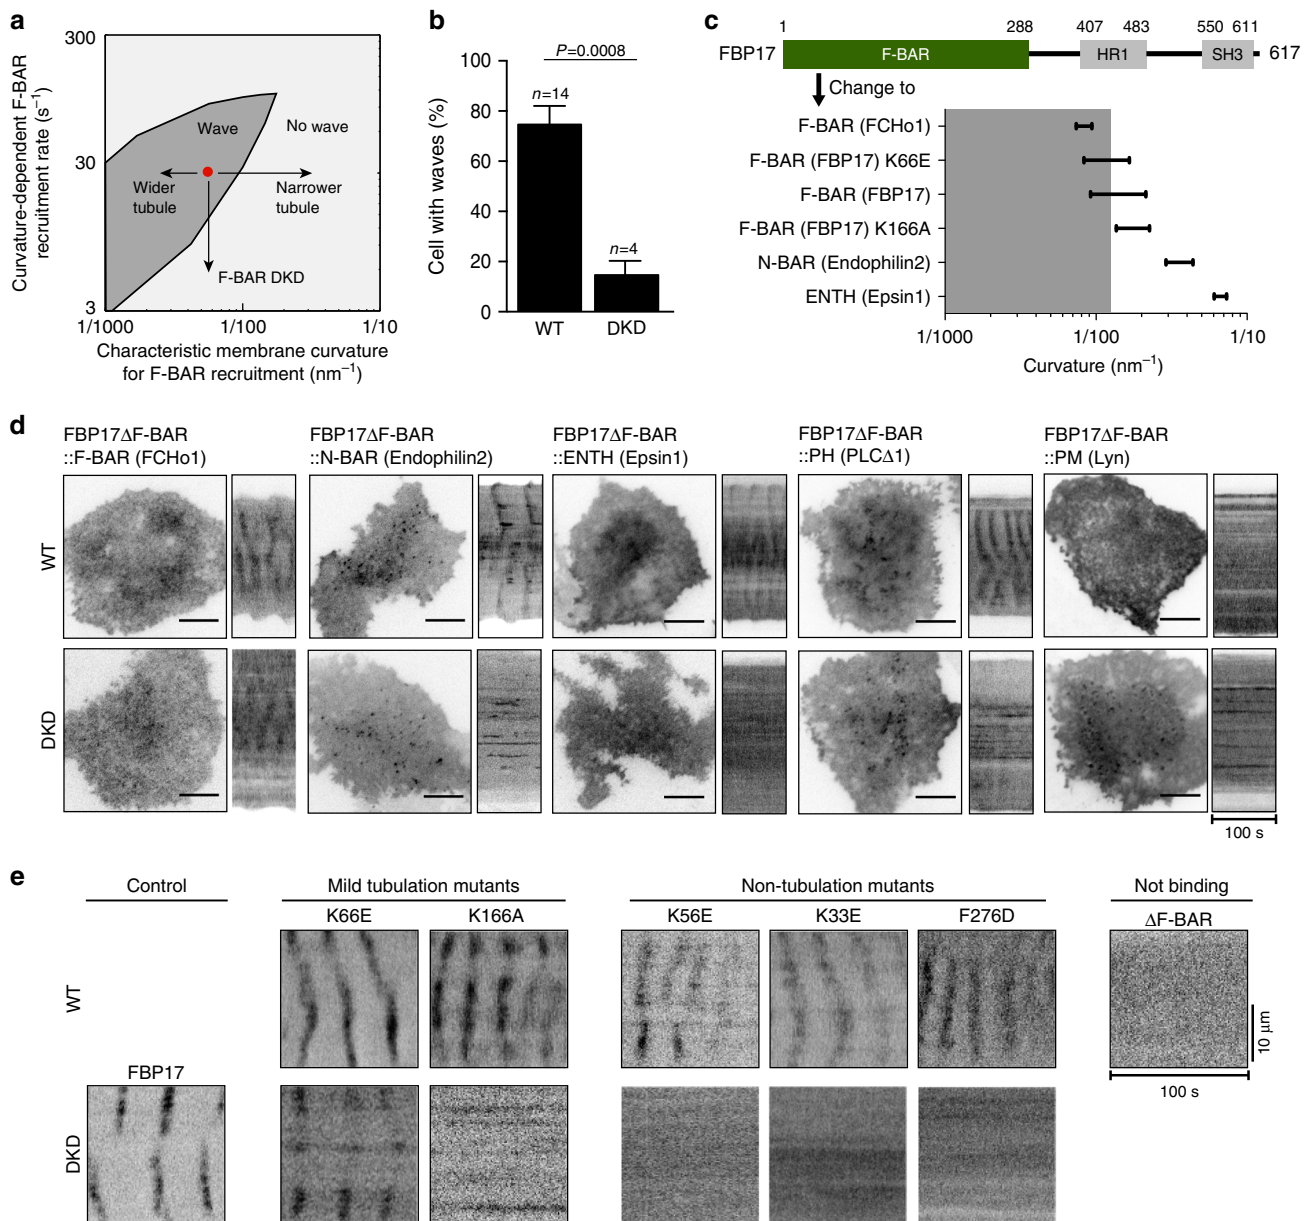 a
300
30
3
Curvature-dependent F-BAR
recruitment rate (s⁻¹)
Wave
No wave
Wider
tubule
Narrower
tubule
F-BAR DKD
1/1000
1/100
1/10
Characteristic membrane curvature
for F-BAR recruitment (nm⁻¹)
b
P=0.0008
100
80
60
40
20
0
Cell with waves (%)
n=14
n=4
WT
DKD
c
1
288
407
483
550
611
FBP17
F-BAR
HR1
SH3
617
Change to
F-BAR (FCHo1)
F-BAR (FBP17) K66E
F-BAR (FBP17)
F-BAR (FBP17) K166A
N-BAR (Endophilin2)
ENTH (Epsin1)
1/1000
1/100
1/10
Curvature (nm⁻¹)
d
FBP17ΔF-BAR
::F-BAR (FCHo1)
FBP17ΔF-BAR
::N-BAR (Endophilin2)
FBP17ΔF-BAR
::ENTH (Epsin1)
FBP17ΔF-BAR
::PH (PLCΔ1)
FBP17ΔF-BAR
::PM (Lyn)
WT
DKD
100 s
e
Control
Mild tubulation mutants
Non-tubulation mutants
Not binding
K66E
K166A
K56E
K33E
F276D
ΔF-BAR
WT
10 μm
100 s
FBP17
DKD